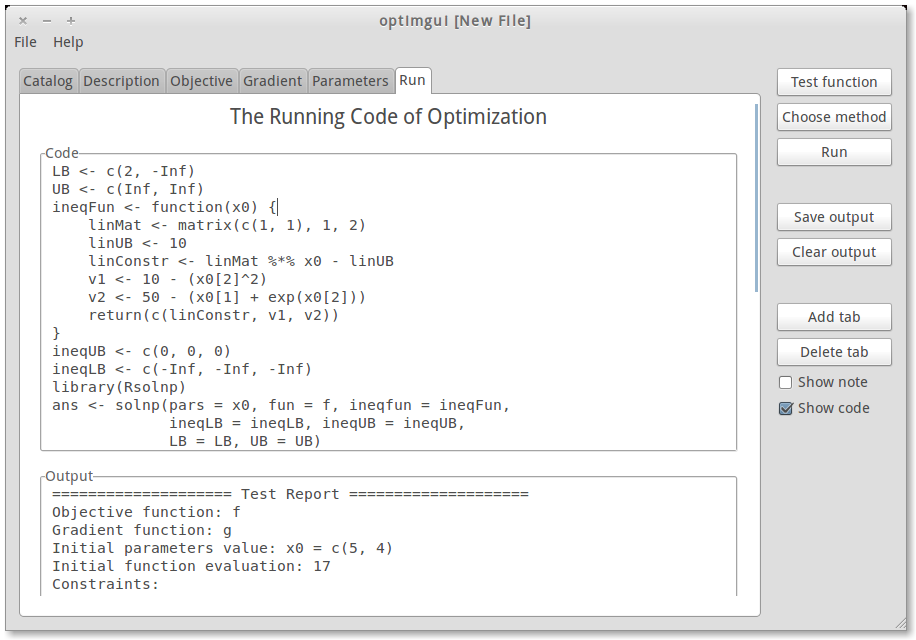 optimgui [New File]
File Help
Catalog Description Objective Gradient Parameters Run
The Running Code of Optimization
Code
LB <- c(2, -Inf)
UB <- c(Inf, Inf)
ineqFun <- function(x0) {
    linMat <- matrix(c(1, 1), 1, 2)
    linUB <- 10
    linConstr <- linMat %*% x0 - linUB
    v1 <- 10 - (x0[2]^2)
    v2 <- 50 - (x0[1] + exp(x0[2]))
    return(c(linConstr, v1, v2))
}
ineqUB <- c(0, 0, 0)
ineqLB <- c(-Inf, -Inf, -Inf)
library(Rsolnp)
ans <- solnp(pars = x0, fun = f, ineqfun = ineqFun,
             ineqLB = ineqLB, ineqUB = ineqUB,
             LB = LB, UB = UB)
Output
==================== Test Report ====================
Objective function: f
Gradient function: g
Initial parameters value: x0 = c(5, 4)
Initial function evaluation: 17
Constraints:
Test function
Choose method
Run
Save output
Clear output
Add tab
Delete tab
Show note
Show code